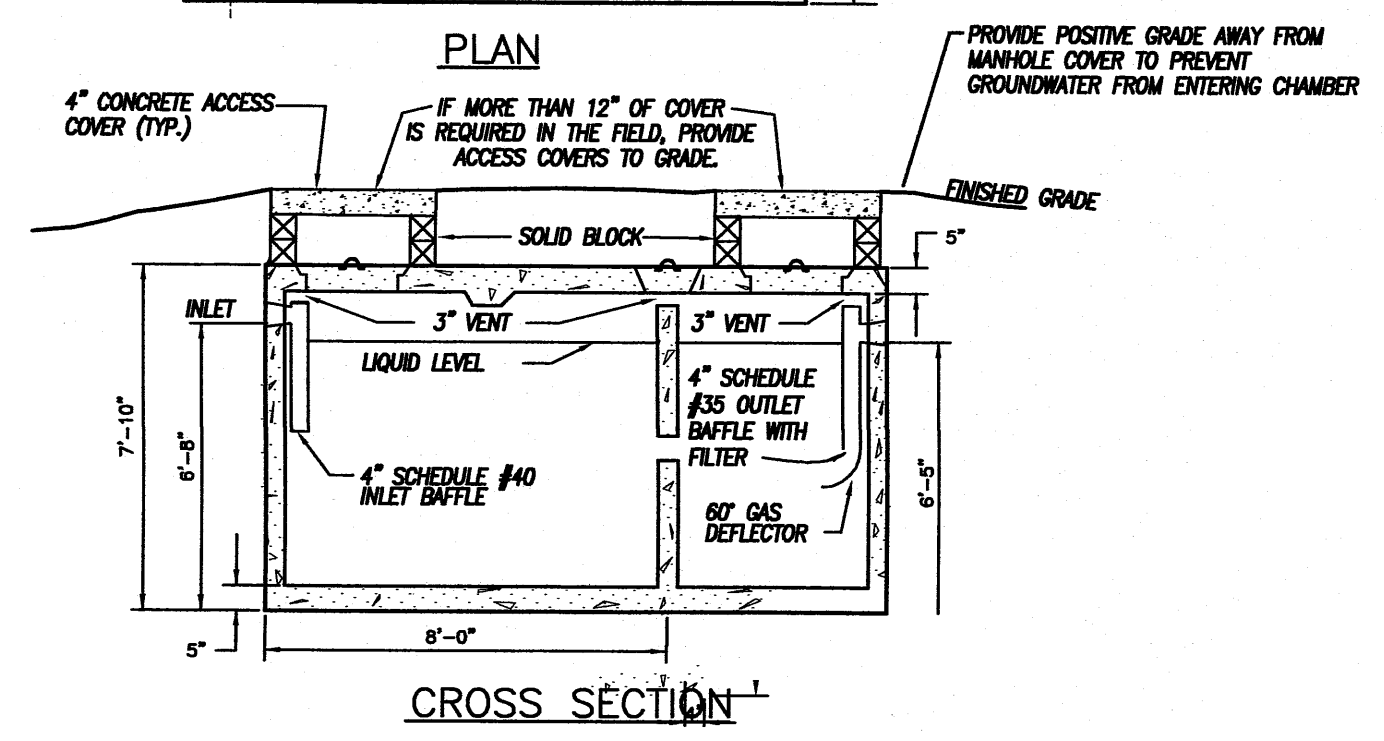 PLAN
PROVIDE POSITIVE GRADE AWAY FROM
MANHOLE COVER TO PREVENT
GROUNDWATER FROM ENTERING CHAMBER
4" CONCRETE ACCESS
COVER (TYP.)
IF MORE THAN 12" OF COVER
IS REQUIRED IN THE FIELD, PROVIDE
ACCESS COVERS TO GRADE.
FINISHED GRADE
SOLID BLOCK
5"
INLET
3" VENT
3" VENT
LIQUID LEVEL
4" SCHEDULE
#35 OUTLET
BAFFLE WITH
FILTER
7'-10"
6'-8"
4" SCHEDULE #40
INLET BAFFLE
6'-5"
60° GAS
DEFLECTOR
5"
8'-0"
CROSS SECTION